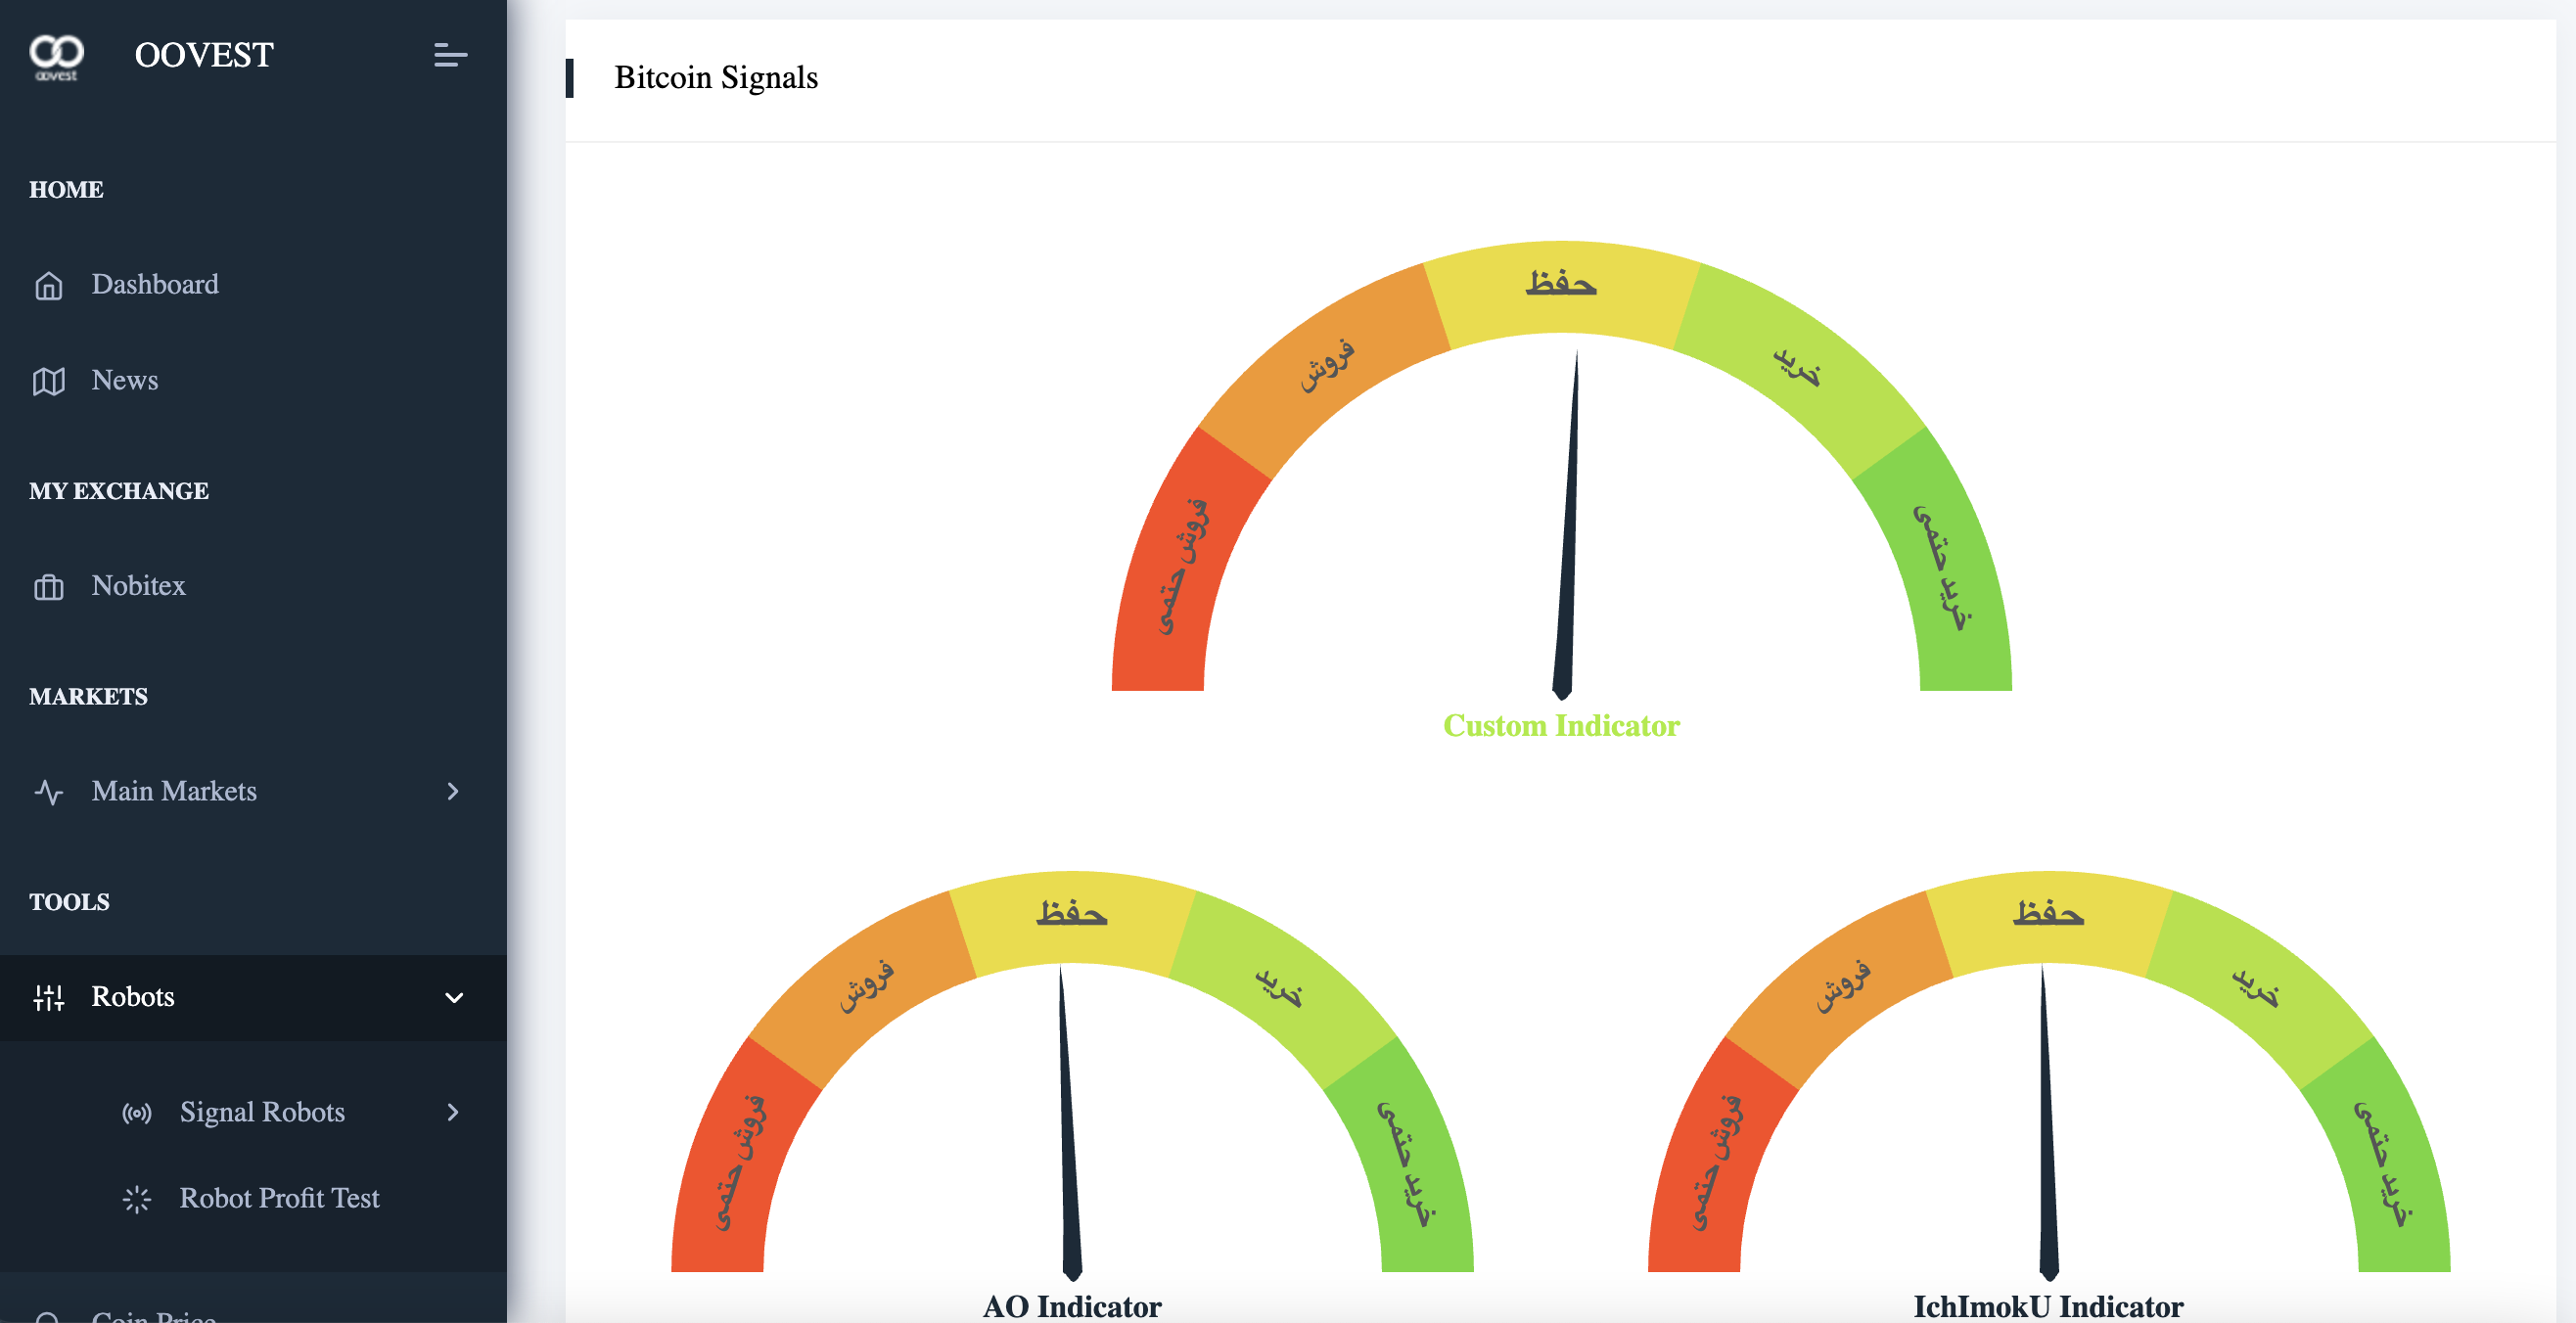 oovest
OOVEST
HOME
Dashboard
News
MY EXCHANGE
Nobitex
MARKETS
Main Markets
TOOLS
Robots
Signal Robots
Robot Profit Test
Coin Price
Bitcoin Signals
فروش حتمی
فروش
حفظ
خرید
خرید حتمی
Custom Indicator
فروش حتمی
فروش
حفظ
خرید
خرید حتمی
AO Indicator
فروش حتمی
فروش
حفظ
خرید
خرید حتمی
IchImokU Indicator